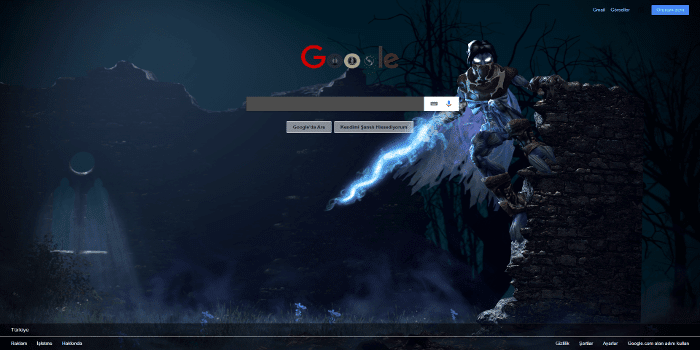 Gmail Görseller Oturum açın
Google
Google'da Ara Kendimi Şanslı Hissediyorum
Türkiye
Reklam İşletme Hakkında Gizlilik Şartlar Ayarlar Google.com alan adını kullan